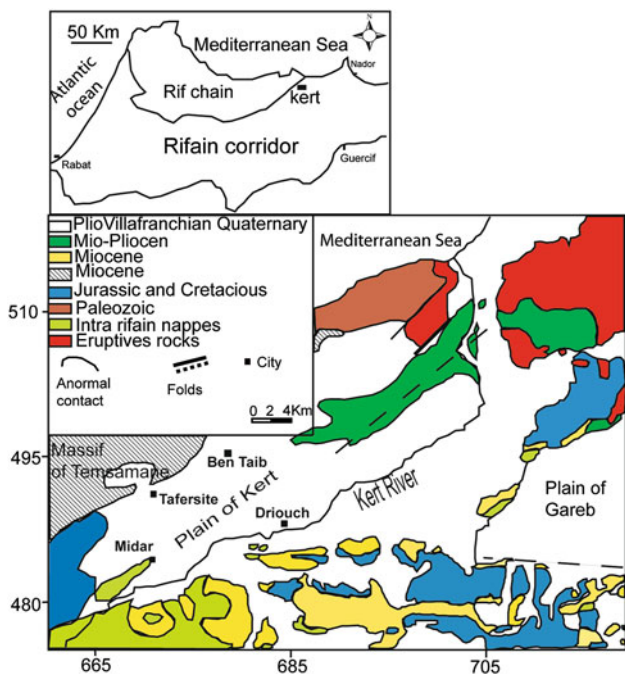 N
50 Km
Mediterranean Sea
Nador
Atlantic
ocean
Rif chain
kert
Rifain corridor
Rabat
Guercif
PlioVillafranchian Quaternary
Mio-Pliocen
Miocene
Miocene
Jurassic and Cretacious
Paleozoic
Intra rifain nappes
Eruptives rocks
Anormal
contact
Folds
City
0 2 4Km
Mediterranean Sea
510
495
480
Massif
of Temsamane
Ben Taib
Tafersite
Plain of Kert
Kert River
Driouch
Midar
Plain of
Gareb
665
685
705